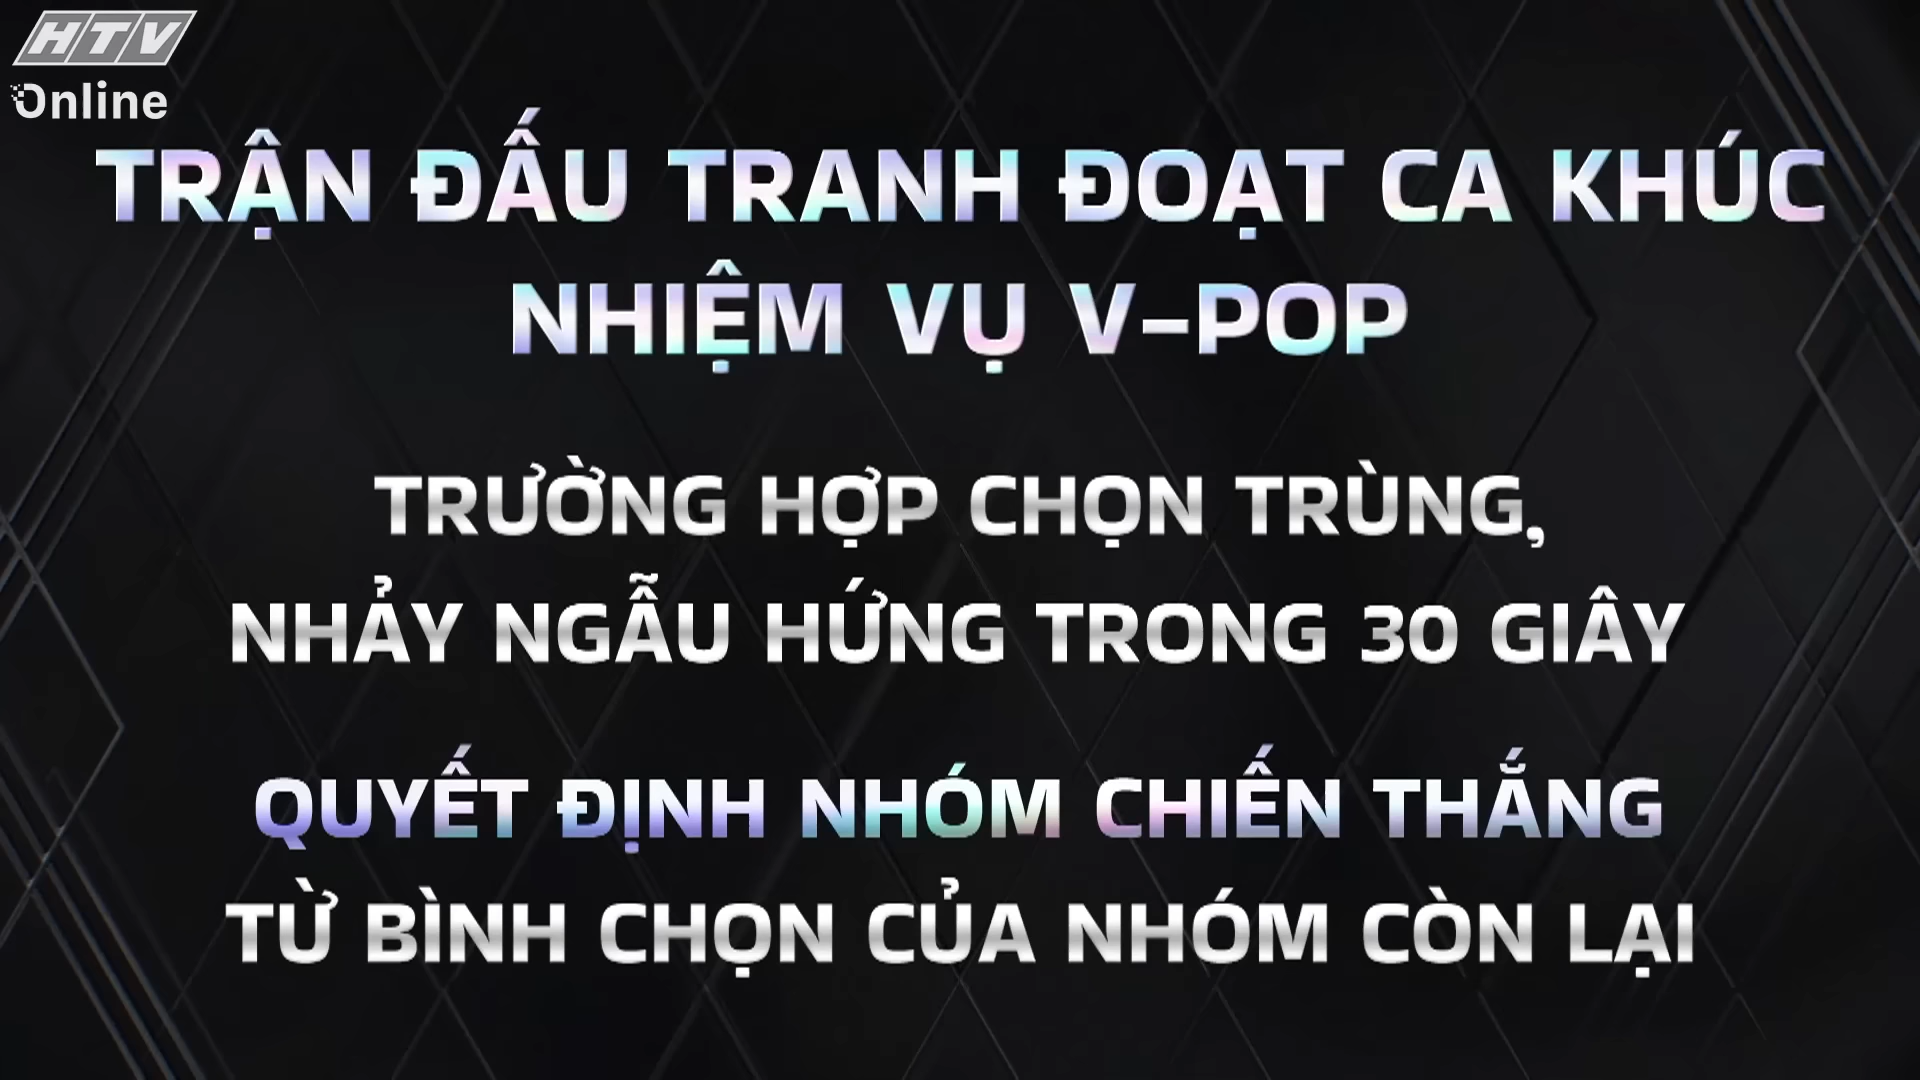 HTV
Online
TRẬN ĐẤU TRANH ĐOẠT CA KHÚC
NHIỆM VỤ V-POP
TRƯỜNG HỢP CHỌN TRÙNG,
NHẢY NGẪU HỨNG TRONG 30 GIÂY
QUYẾT ĐỊNH NHÓM CHIẾN THẮNG
TỪ BÌNH CHỌN CỦA NHÓM CÒN LẠI